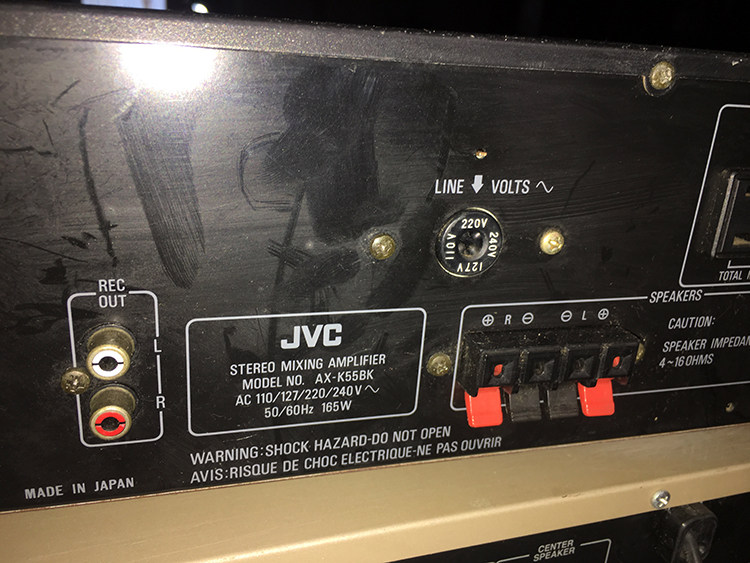 LINE ⬇ VOLTS ∿
220V
240V
127V
110V
TOTAL
REC
OUT
L
R
JVC
STEREO MIXING AMPLIFIER
MODEL NO. AX-K55BK
AC 110/127/220/240V ∿
50/60Hz 165W
SPEAKERS
⊕ R ⊖ ⊖ L ⊕
CAUTION:
SPEAKER IMPEDAN
4~16 OHMS
WARNING:SHOCK HAZARD-DO NOT OPEN
AVIS:RISQUE DE CHOC ELECTRIQUE-NE PAS OUVRIR
MADE IN JAPAN
CENTER
SPEAKER